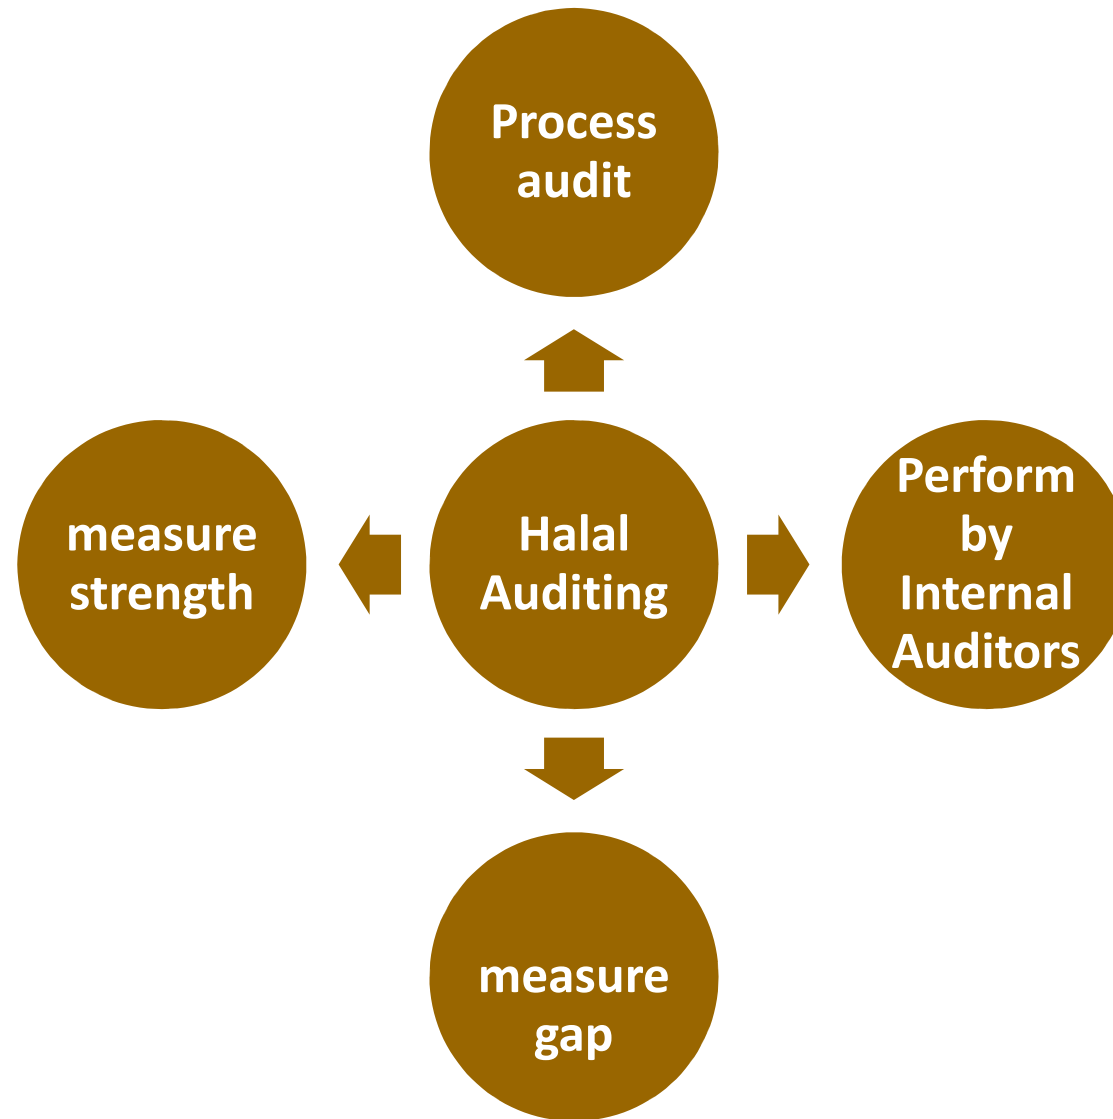 Process
audit
measure
strength
Halal
Auditing
Perform
by
Internal
Auditors
measure
gap